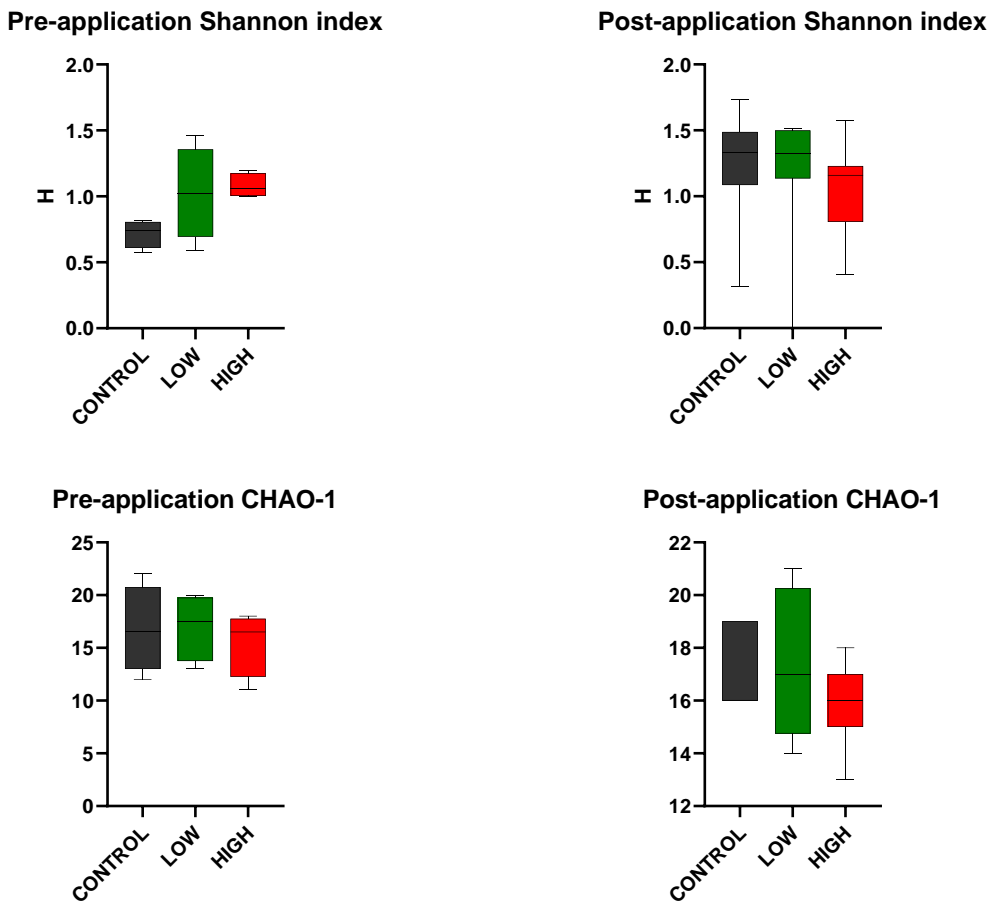 Pre-application Shannon index
2.0
1.5
1.0
0.5
0.0
H
CONTROL
LOW
HIGH
Post-application Shannon index
2.0
1.5
1.0
0.5
0.0
H
CONTROL
LOW
HIGH
Pre-application CHAO-1
25
20
15
10
5
0
CONTROL
LOW
HIGH
Post-application CHAO-1
22
20
18
16
14
12
CONTROL
LOW
HIGH